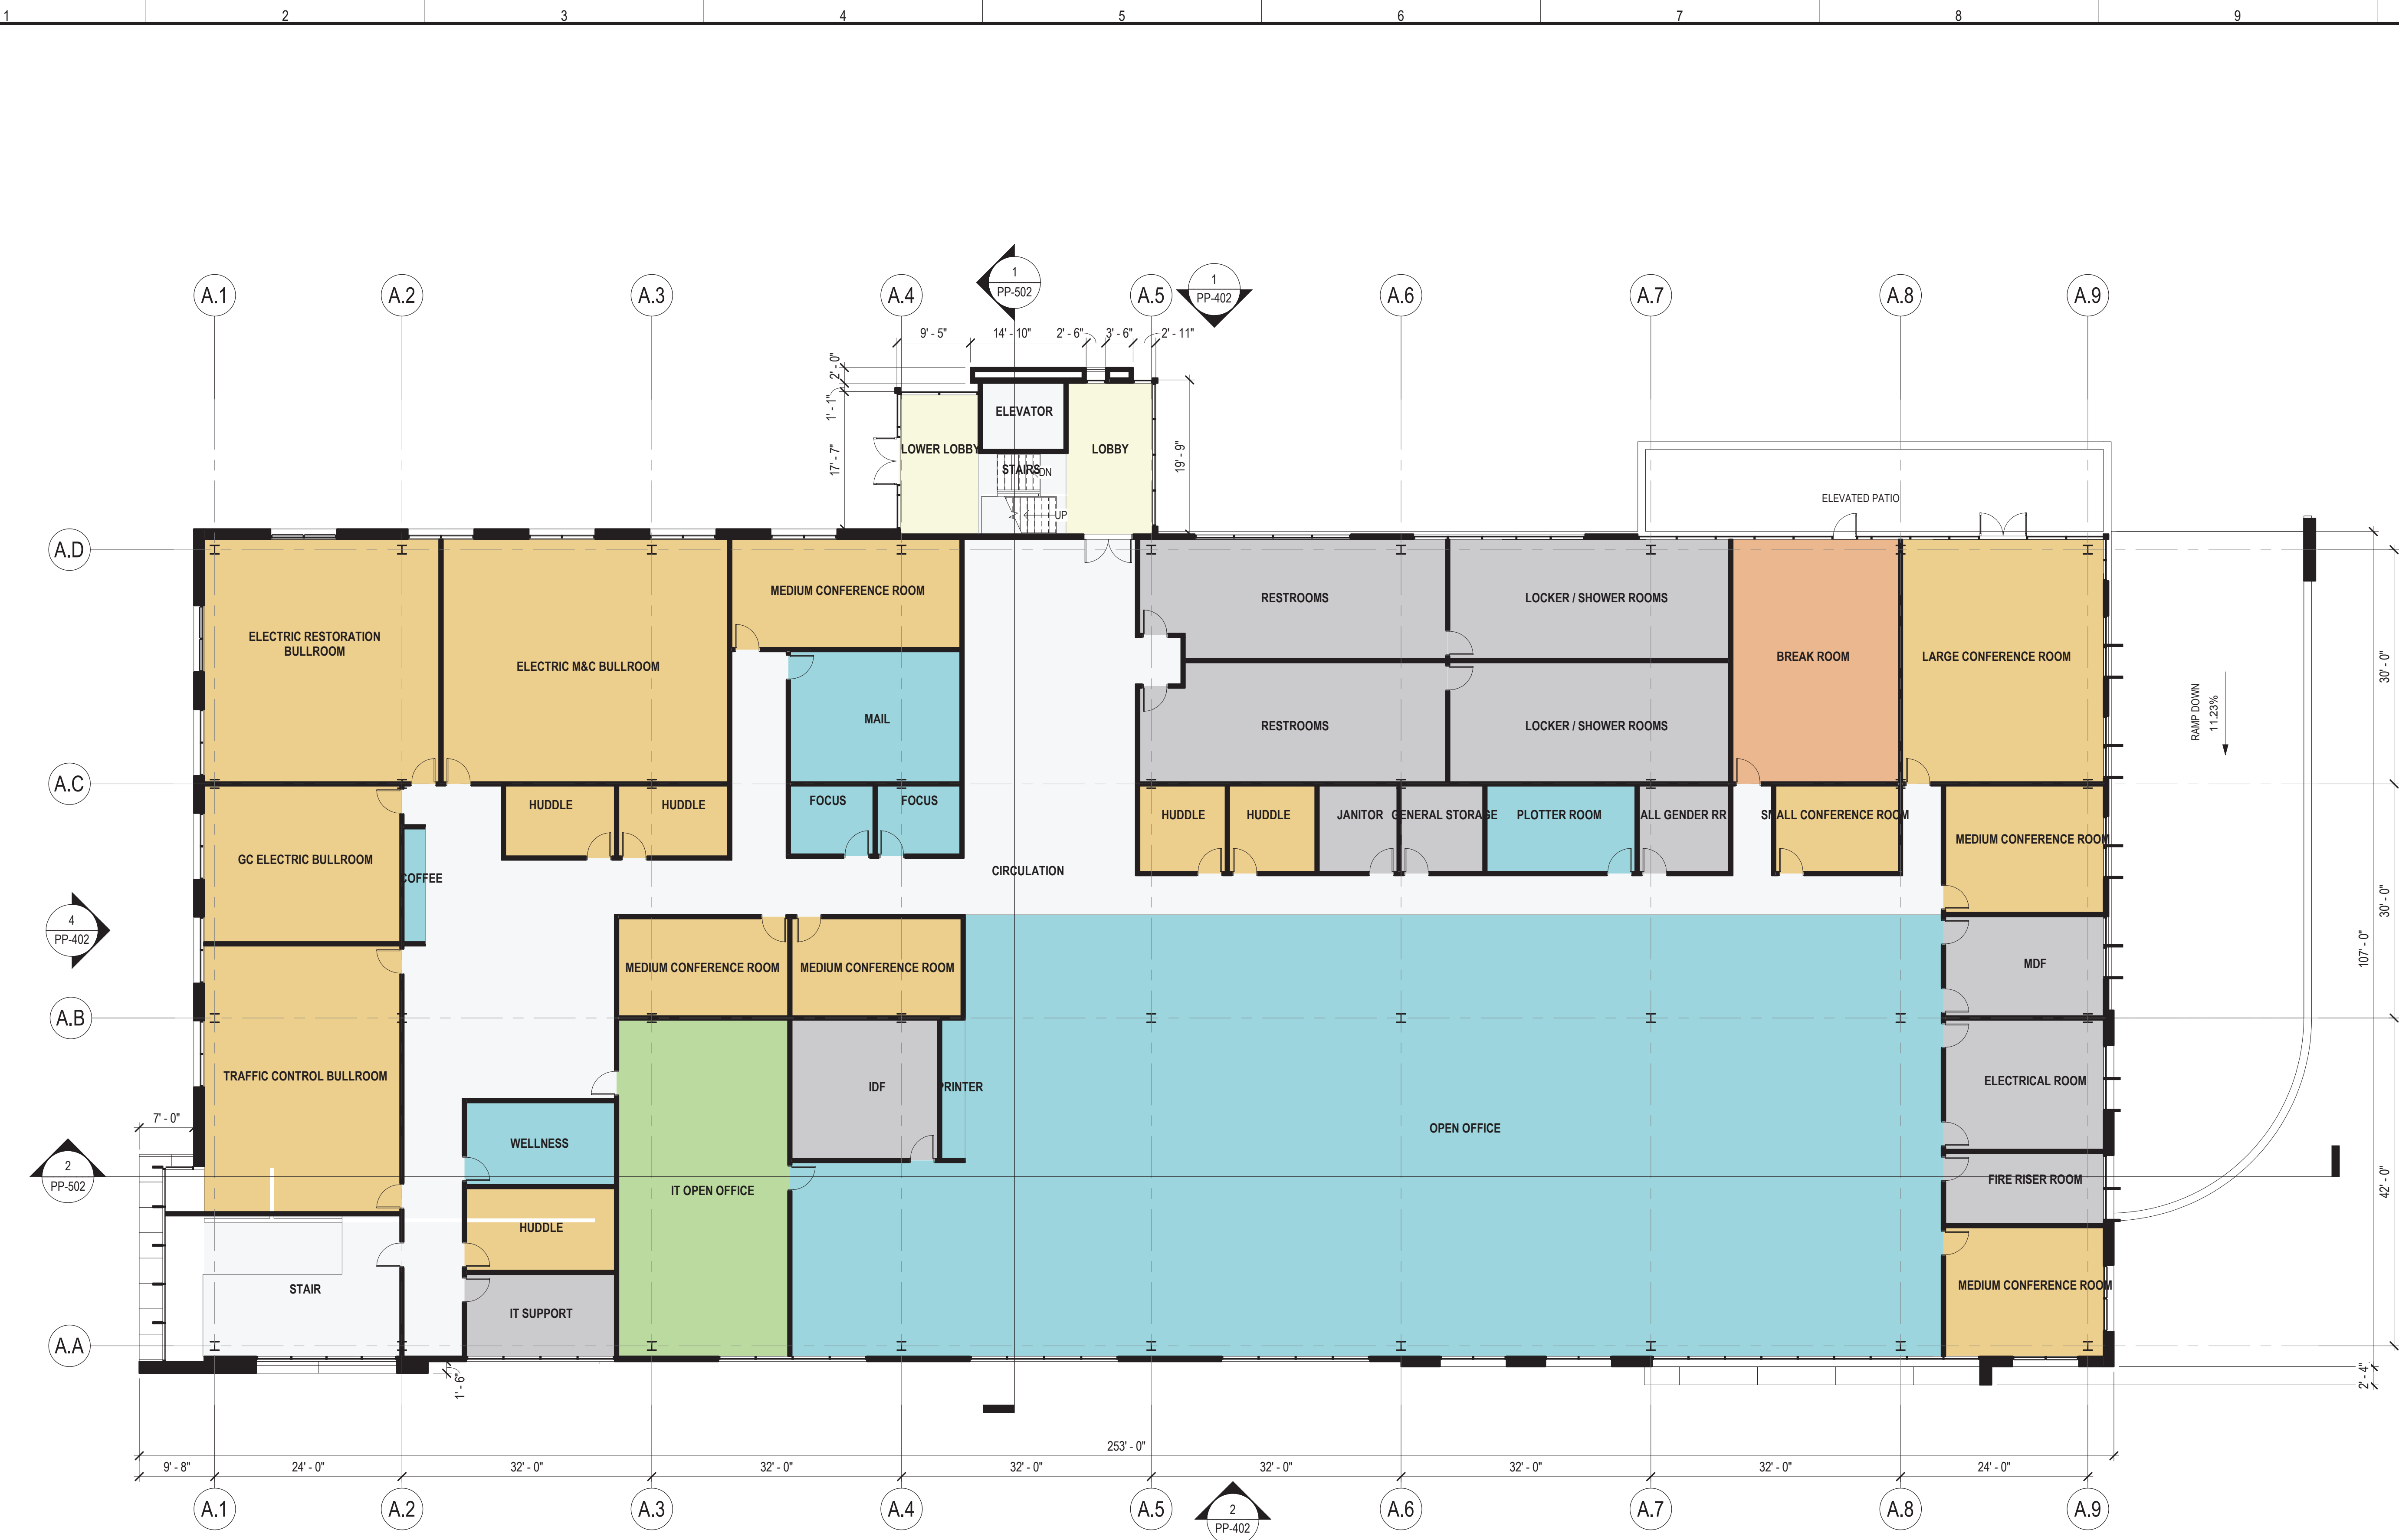 1
2
3
4
5
6
7
8
9
1
PP-502
1
PP-402
A.1
A.2
A.3
A.4
A.5
A.6
A.7
A.8
A.9
9' - 5"
14' - 10"
2' - 6"
3' - 6"
2' - 11"
2' - 0"
1' - 1"
17' - 7"
19' - 9"
ELEVATOR
LOWER LOBBY
LOBBY
STAIRS
DN
UP
ELEVATED PATIO
A.D
MEDIUM CONFERENCE ROOM
RESTROOMS
LOCKER / SHOWER ROOMS
ELECTRIC RESTORATION
BULLROOM
ELECTRIC M&C BULLROOM
BREAK ROOM
LARGE CONFERENCE ROOM
30' - 0"
RAMP DOWN
11.23%
MAIL
RESTROOMS
LOCKER / SHOWER ROOMS
A.C
HUDDLE
HUDDLE
FOCUS
FOCUS
HUDDLE
HUDDLE
JANITOR
GENERAL STORAGE
PLOTTER ROOM
ALL GENDER RR
SMALL CONFERENCE ROOM
MEDIUM CONFERENCE ROOM
GC ELECTRIC BULLROOM
COFFEE
CIRCULATION
30' - 0"
4
PP-402
107' - 0"
MEDIUM CONFERENCE ROOM
MEDIUM CONFERENCE ROOM
MDF
A.B
TRAFFIC CONTROL BULLROOM
IDF
PRINTER
ELECTRICAL ROOM
7' - 0"
OPEN OFFICE
WELLNESS
2
PP-502
IT OPEN OFFICE
FIRE RISER ROOM
42' - 0"
HUDDLE
STAIR
MEDIUM CONFERENCE ROOM
IT SUPPORT
A.A
1' - 6"
2' - 4"
253' - 0"
9' - 8"
24' - 0"
32' - 0"
32' - 0"
32' - 0"
32' - 0"
32' - 0"
32' - 0"
24' - 0"
A.1
A.2
A.3
A.4
A.5
A.6
A.7
A.8
A.9
2
PP-402